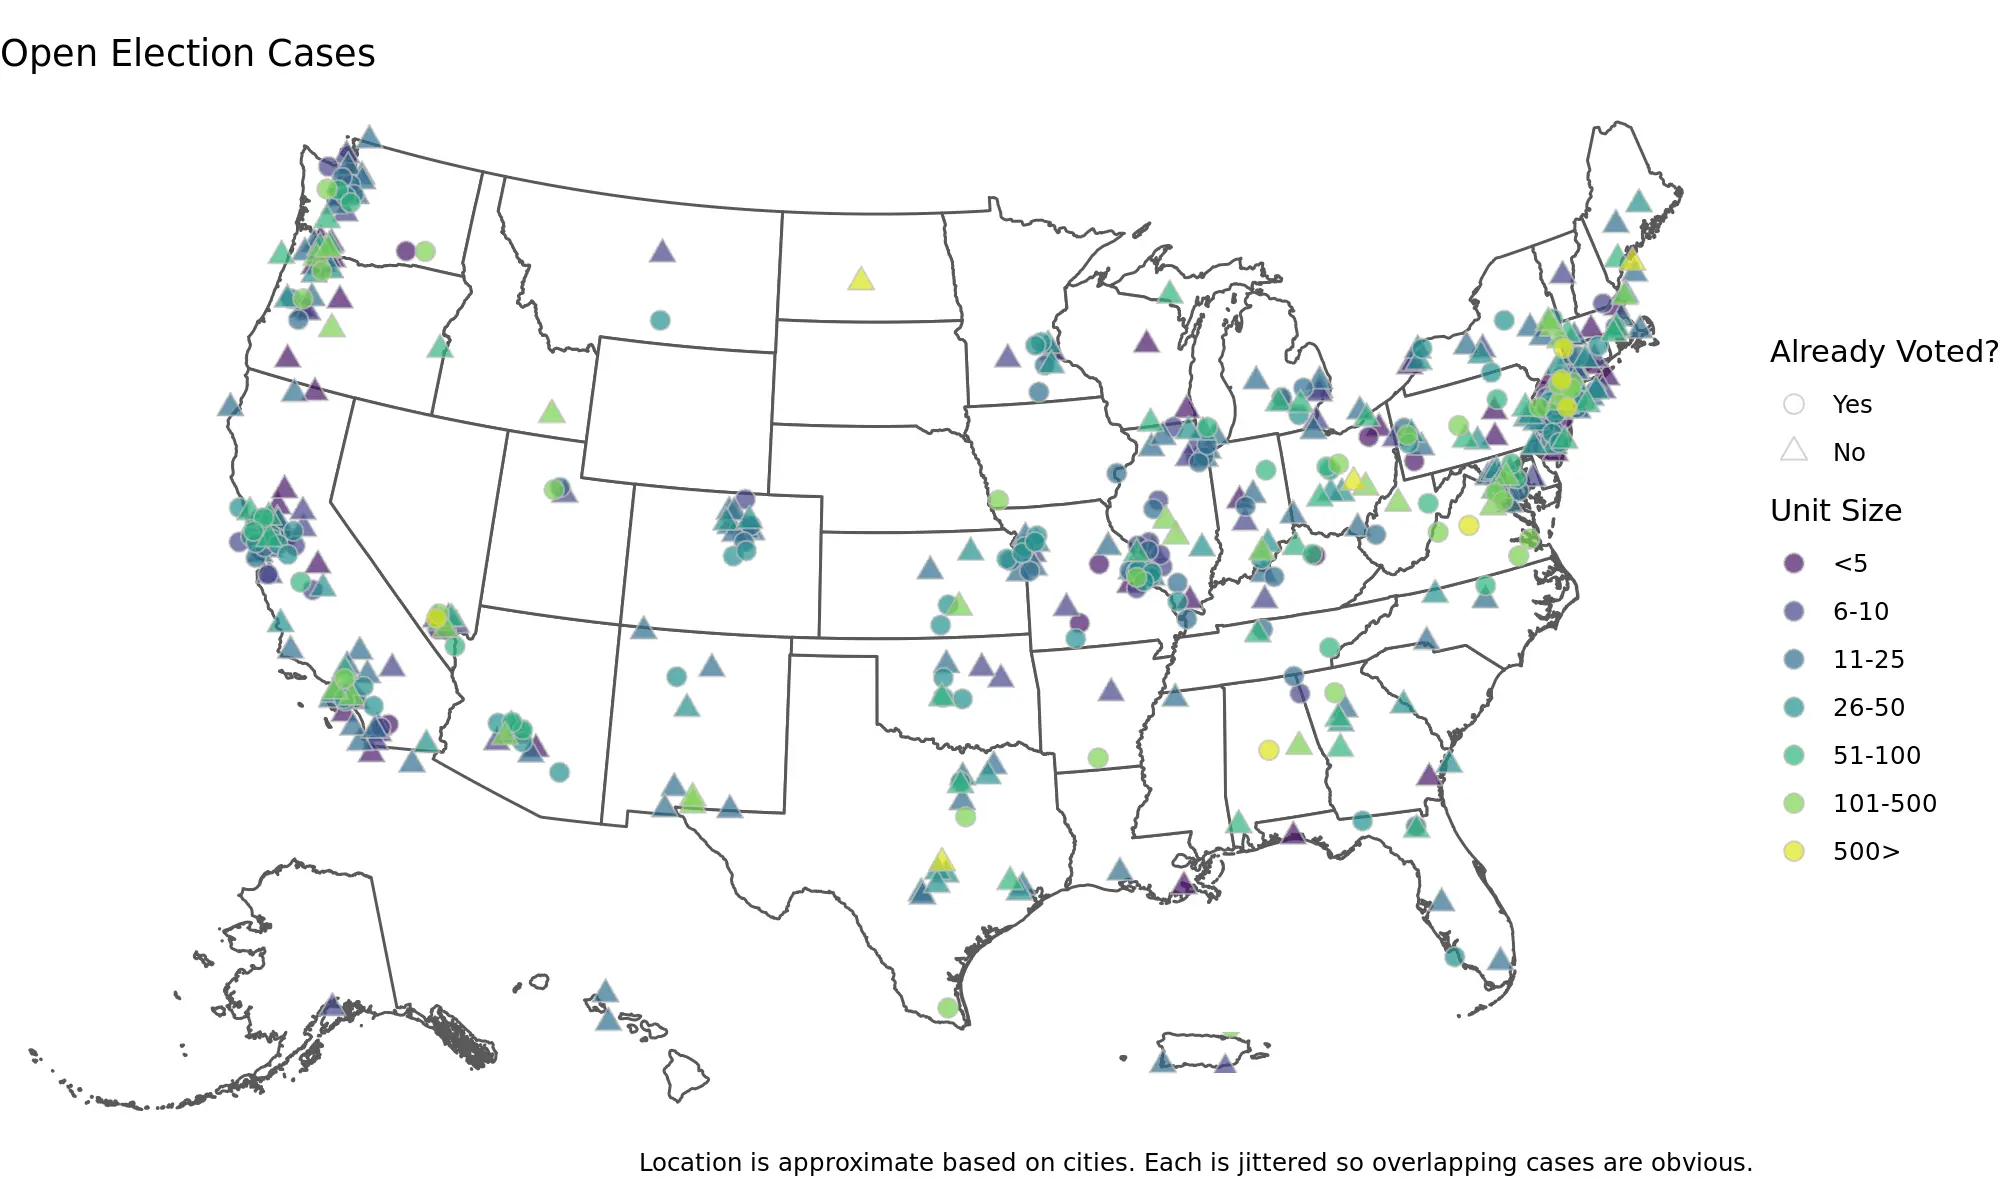 Open Election Cases
Already Voted?
Yes
No
Unit Size
<5
6-10
11-25
26-50
51-100
101-500
500>
Location is approximate based on cities. Each is jittered so overlapping cases are obvious.